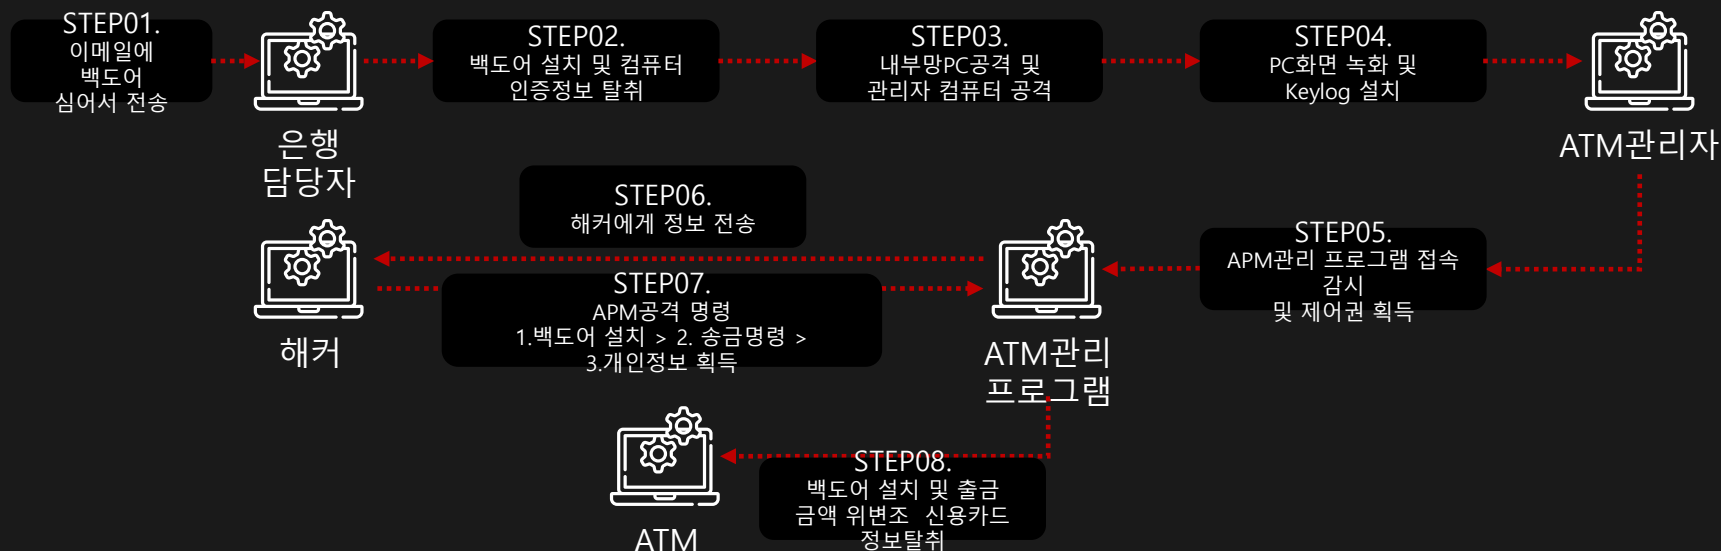 STEP01.
이메일에
백도어
심어서 전송
은행
담당자
STEP02.
백도어 설치 및 컴퓨터
인증정보 탈취
STEP03.
내부망PC공격 및
관리자 컴퓨터 공격
STEP04.
PC화면 녹화 및
Keylog 설치
ATM관리자
STEP05.
APM관리 프로그램 접속
감시
및 제어권 획득
ATM관리
프로그램
STEP06.
해커에게 정보 전송
해커
STEP07.
APM공격 명령
1.백도어 설치 > 2. 송금명령 >
3.개인정보 획득
STEP08.
백도어 설치 및 출금
금액 위변조 신용카드
정보탈취
ATM